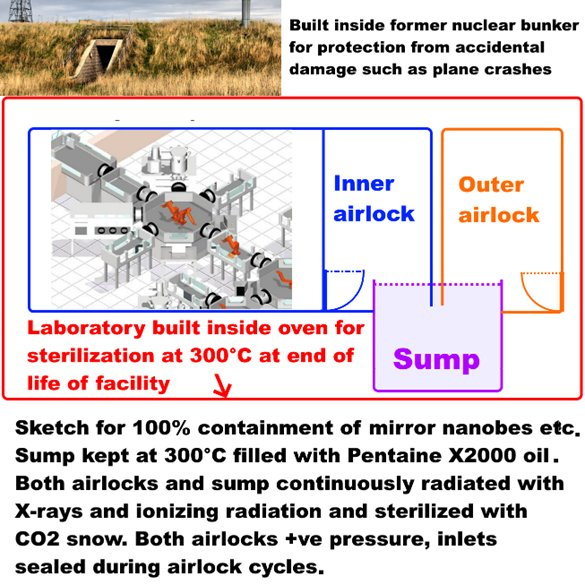 Built inside former nuclear bunker
for protection from accidental
damage such as plane crashes
Inner
airlock
Outer
airlock
Laboratory built inside oven for
sterilization at 300°C at end of
life of facility
Sump
Sketch for 100% containment of mirror nanobes etc.
Sump kept at 300°C filled with Pentaine X2000 oil.
Both airlocks and sump continuously radiated with
X-rays and ionizing radiation and sterilized with
CO2 snow. Both airlocks +ve pressure, inlets
sealed during airlock cycles.